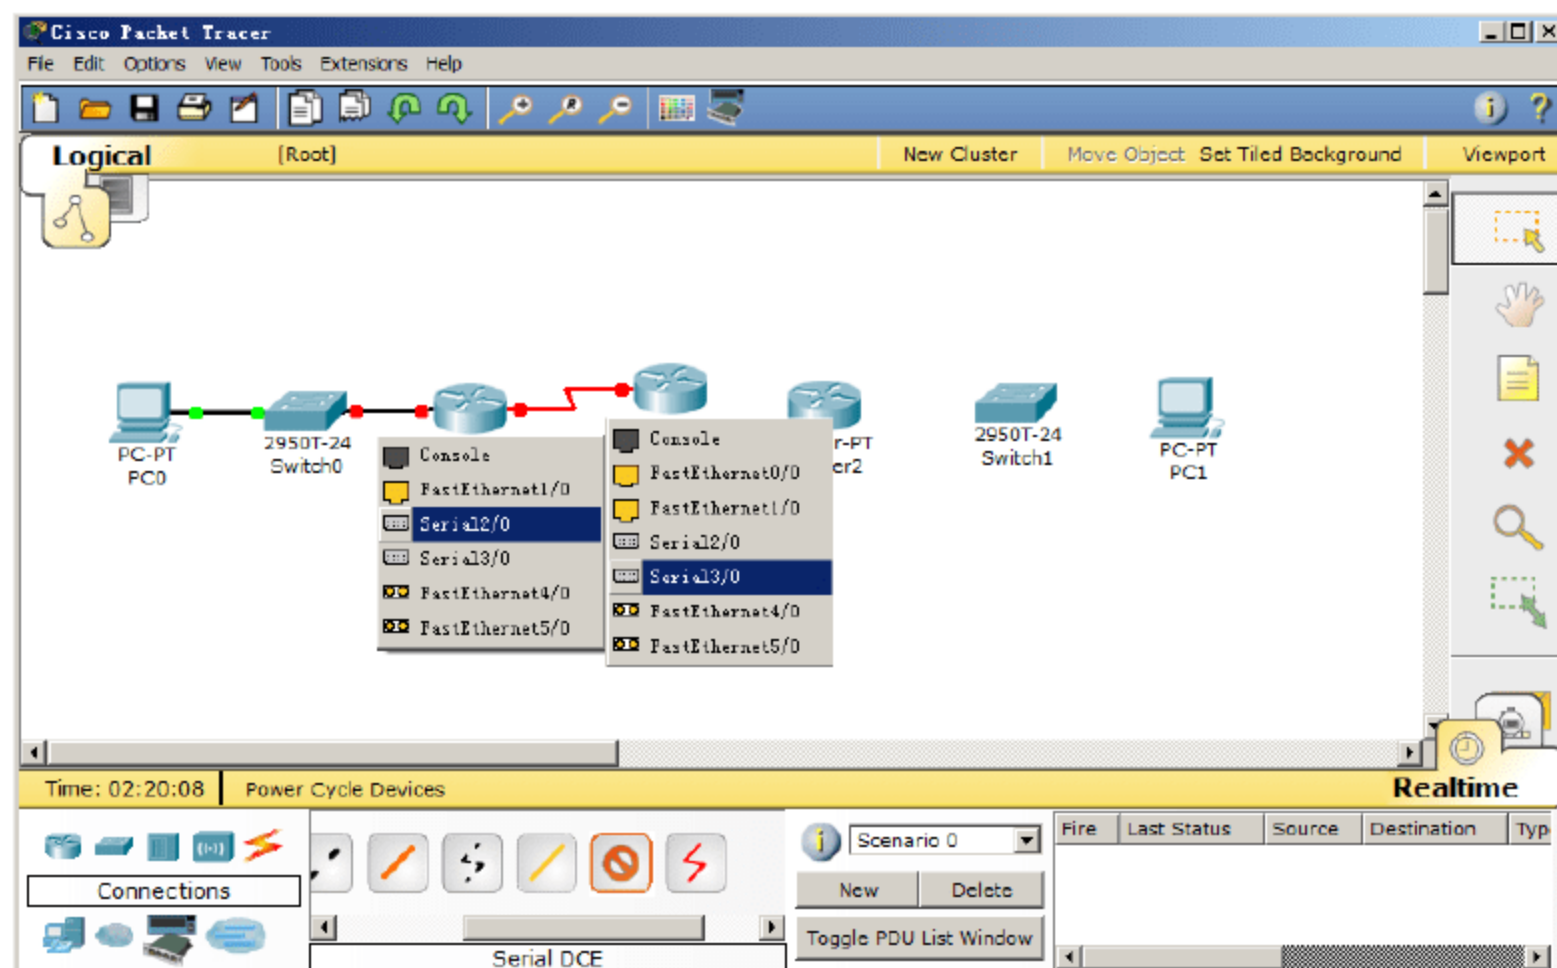 Cisco Packet Tracer
File Edit Options View Tools Extensions Help
Logical [Root] New Cluster Move Object Set Tiled Background Viewport
PC-PT
PC0
2950T-24
Switch0
r-PT
er2
2950T-24
Switch1
PC-PT
PC1
Console
FastEthernet1/0
Serial2/0
Serial3/0
FastEthernet4/0
FastEthernet5/0
Console
FastEthernet0/0
FastEthernet1/0
Serial2/0
Serial3/0
FastEthernet4/0
FastEthernet5/0
Time: 02:20:08 Power Cycle Devices Realtime
Connections
Serial DCE
Scenario 0
New Delete
Toggle PDU List Window
Fire Last Status Source Destination Typ